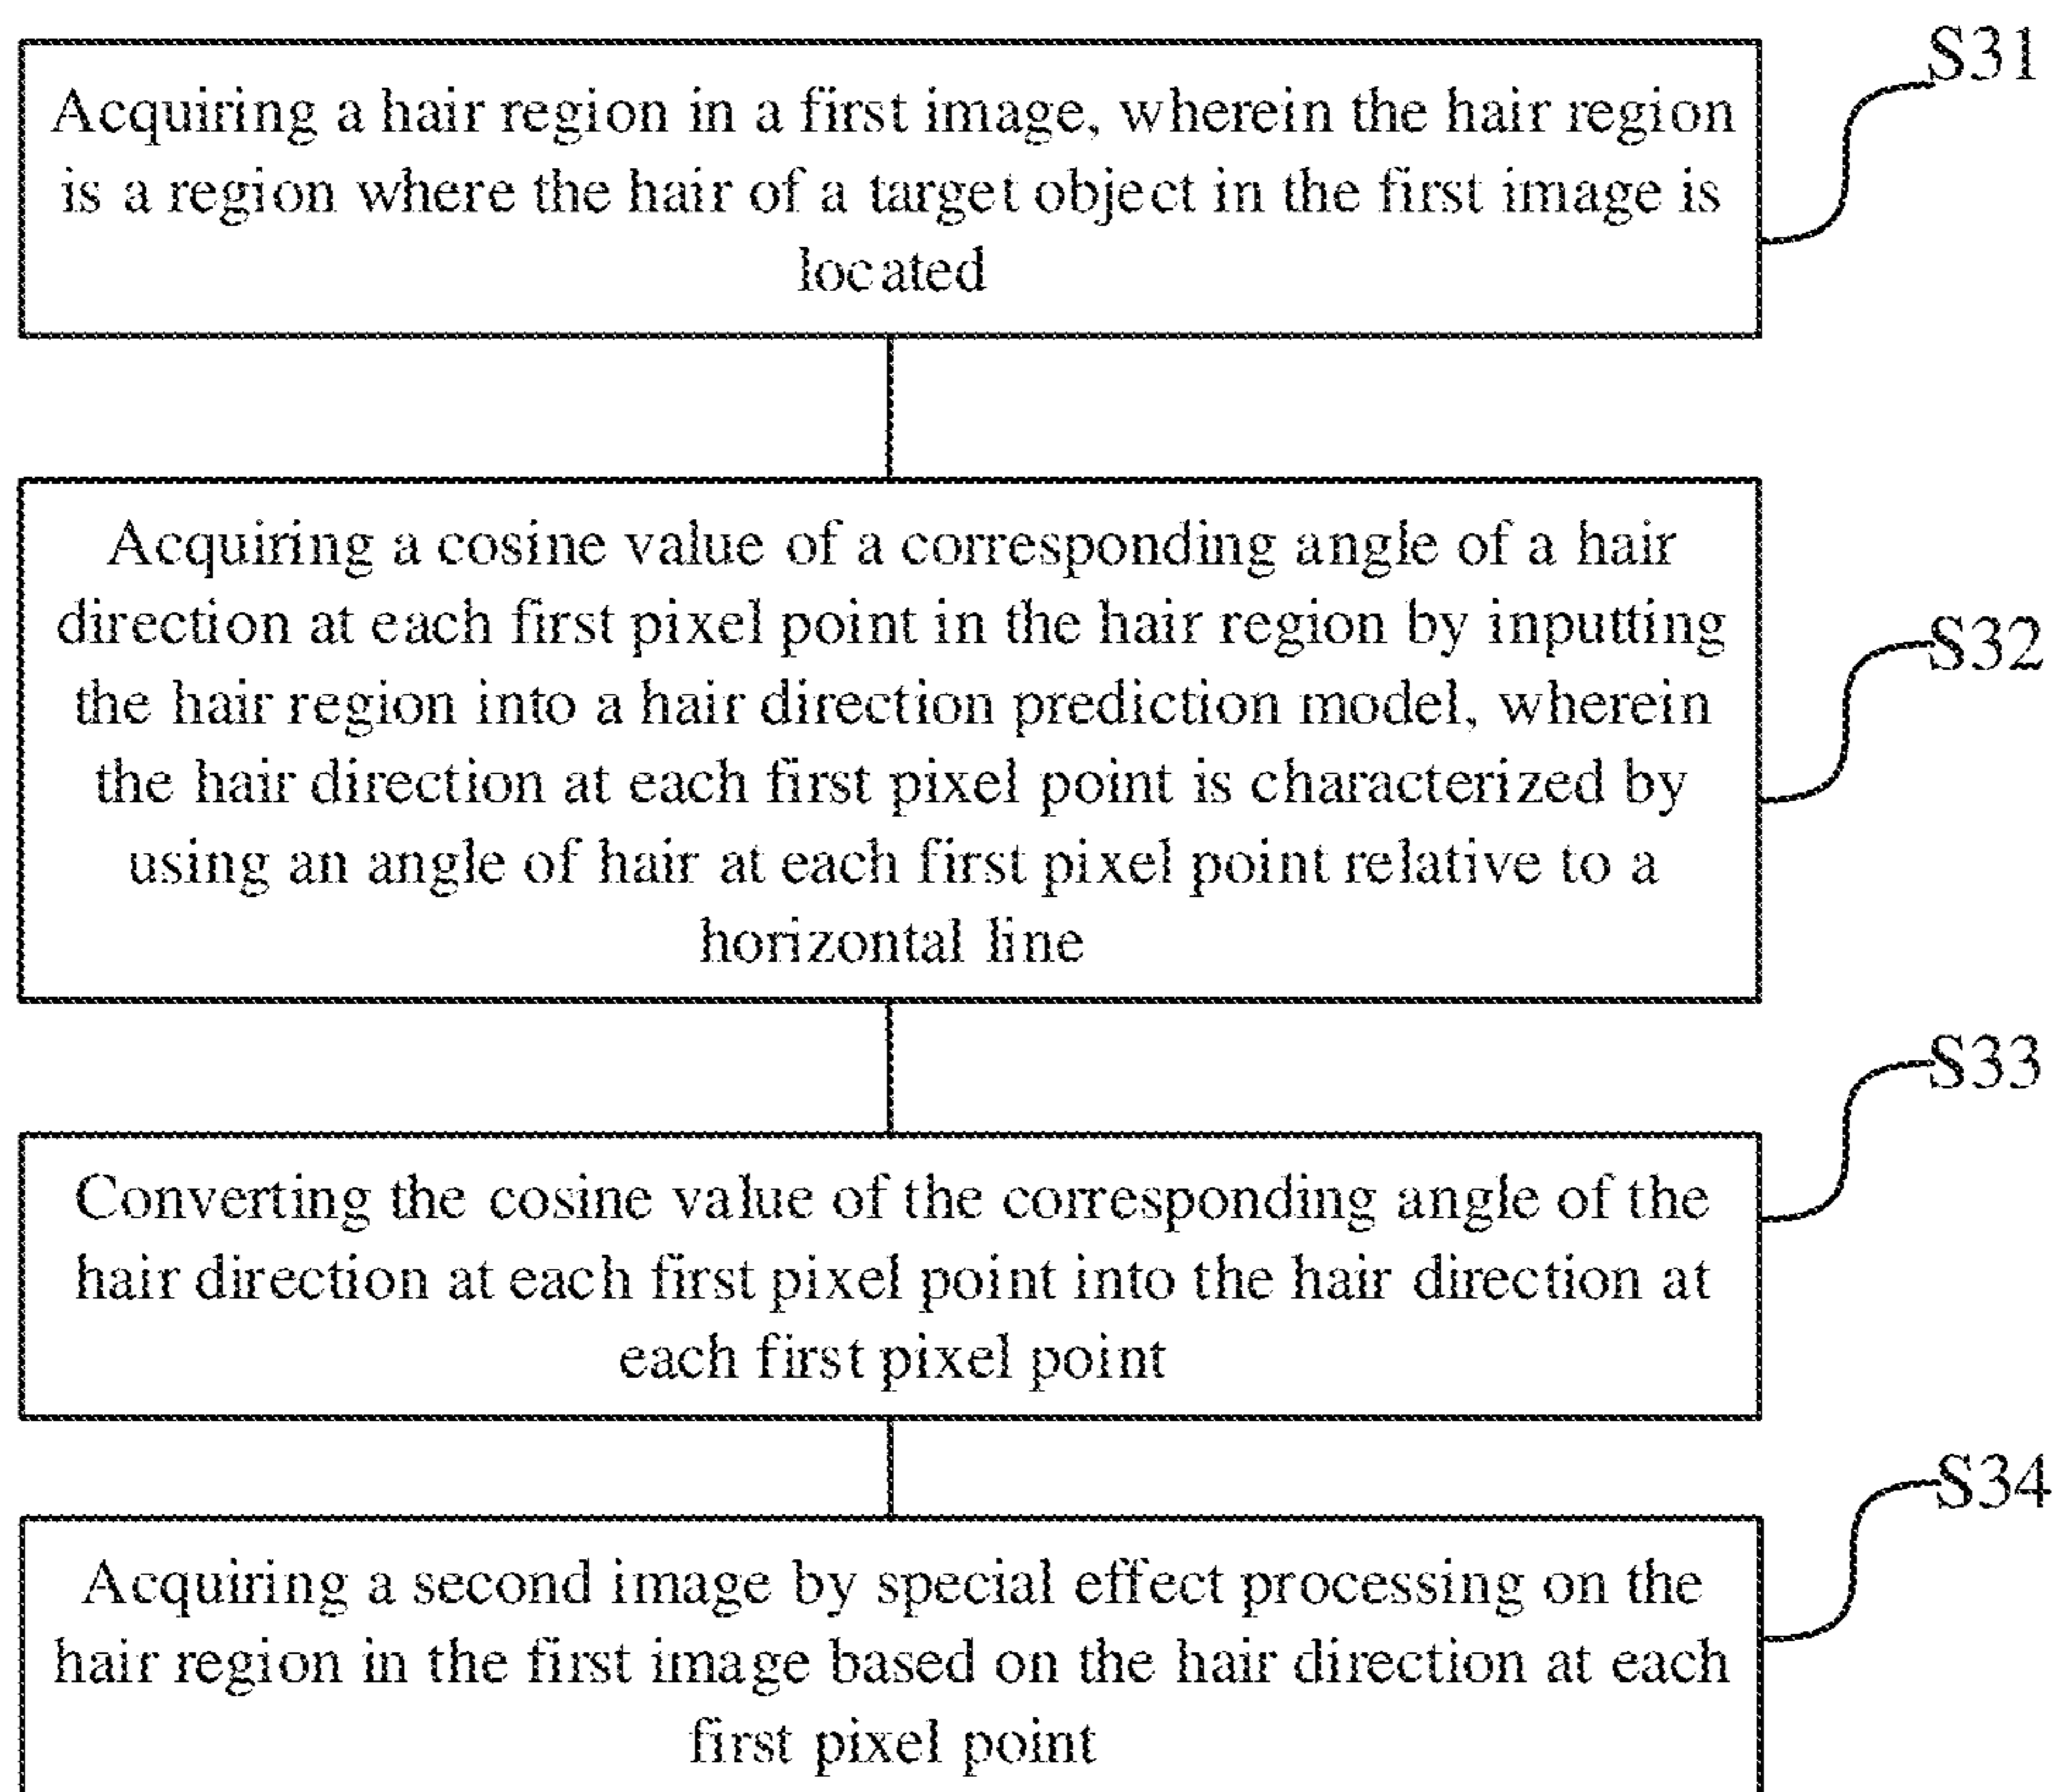 S31
Acquiring a hair region in a first image, wherein the hair region
is a region where the hair of a target object in the first image is
located
Acquiring a cosine value of a corresponding angle of a hair
direction at each first pixel point in the hair region by inputting
the hair region into a hair direction prediction model, wherein
the hair direction at each first pixel point is characterized by
using an angle of hair at each first pixel point relative to a
horizontal line
S32
S33
Converting the cosine value of the corresponding angle of the
hair direction at each first pixel point into the hair direction at
each first pixel point
S34
Acquiring a second image by special effect processing on the
hair region in the first image based on the hair direction at each
first pixel point